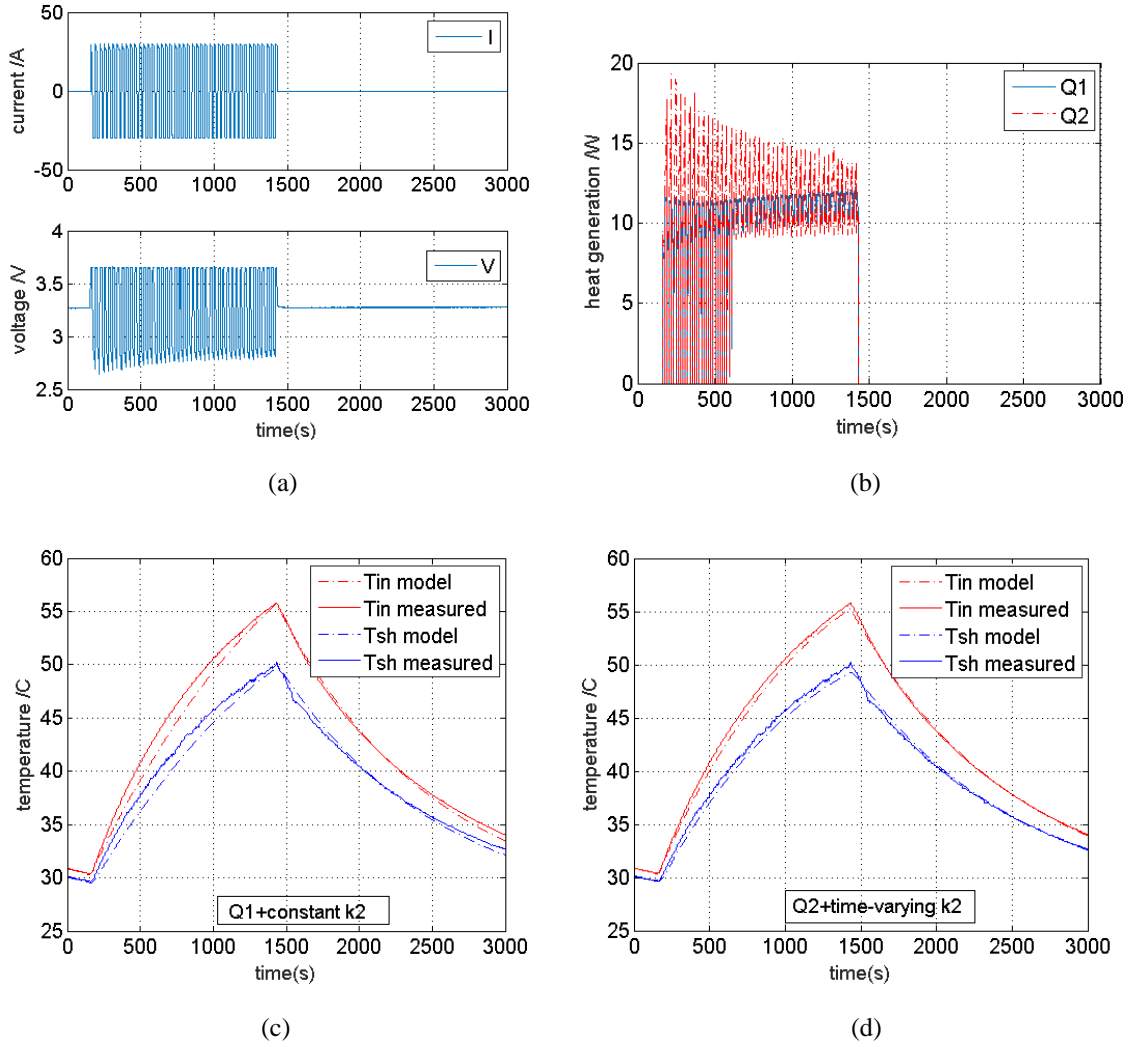 50
0
-50
current /A
I
0 500 1000 1500 2000 2500 3000
4
3.5
3
2.5
voltage /V
V
0 500 1000 1500 2000 2500 3000
time(s)
(a)
20
15
10
5
0
heat generation /W
Q1
Q2
0 500 1000 1500 2000 2500 3000
time(s)
(b)
60
55
50
45
40
35
30
25
temperature /C
Tin model
Tin measured
Tsh model
Tsh measured
Q1+constant k2
0 500 1000 1500 2000 2500 3000
time(s)
(c)
60
55
50
45
40
35
30
25
temperature /C
Tin model
Tin measured
Tsh model
Tsh measured
Q2+time-varying k2
0 500 1000 1500 2000 2500 3000
time(s)
(d)